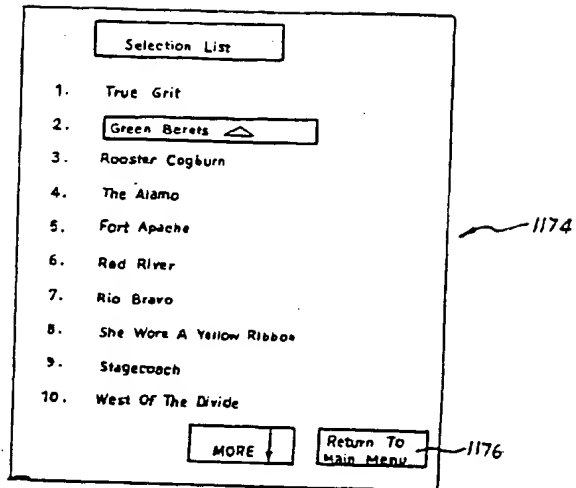 Selection List
1. True Grit
2. Green Berets
3. Rooster Cogburn
4. The Alamo
5. Fort Apache
6. Red River
7. Rio Bravo
8. She Wore A Yellow Ribbon
9. Stagecoach
10. West Of The Divide
MORE
Return To
Main Menu
1174
1176